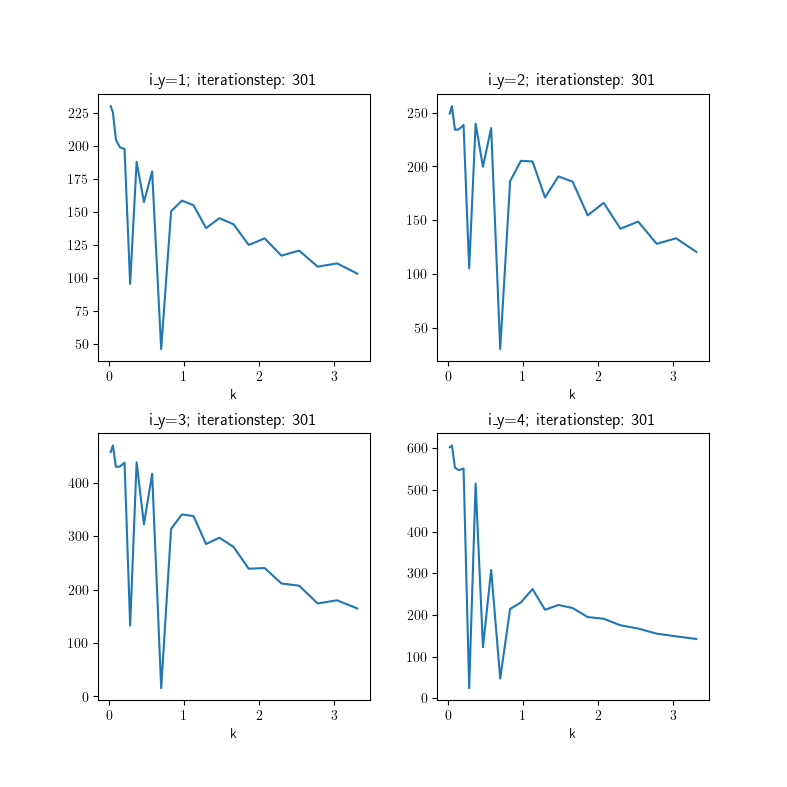 i_y=1; iterationstep: 301
225
200
175
150
125
100
75
50
0 1 2 3
k
i_y=2; iterationstep: 301
250
200
150
100
50
0 1 2 3
k
i_y=3; iterationstep: 301
400
300
200
100
0
0 1 2 3
k
i_y=4; iterationstep: 301
600
500
400
300
200
100
0
0 1 2 3
k